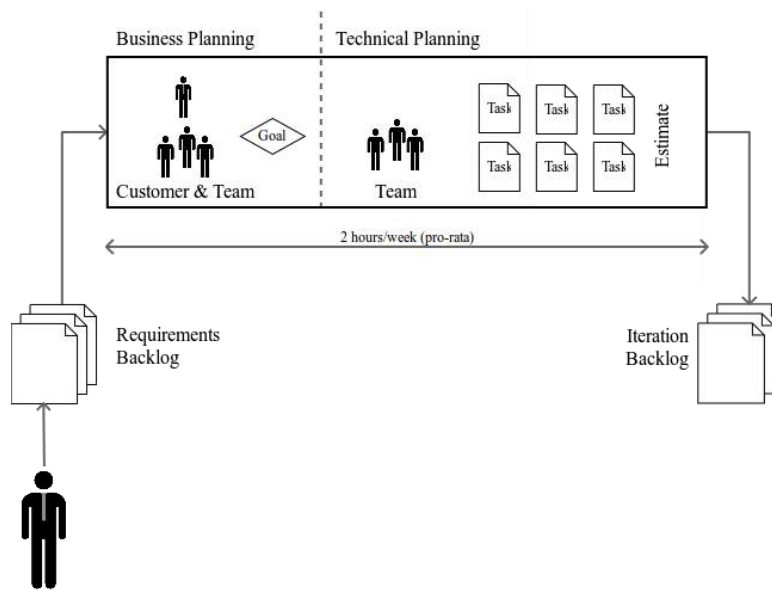 Business Planning
Technical Planning
Goal
Customer & Team
Team
Task
Task
Task
Task
Task
Task
Estimate
2 hours/week (pro-rata)
Requirements
Backlog
Iteration
Backlog